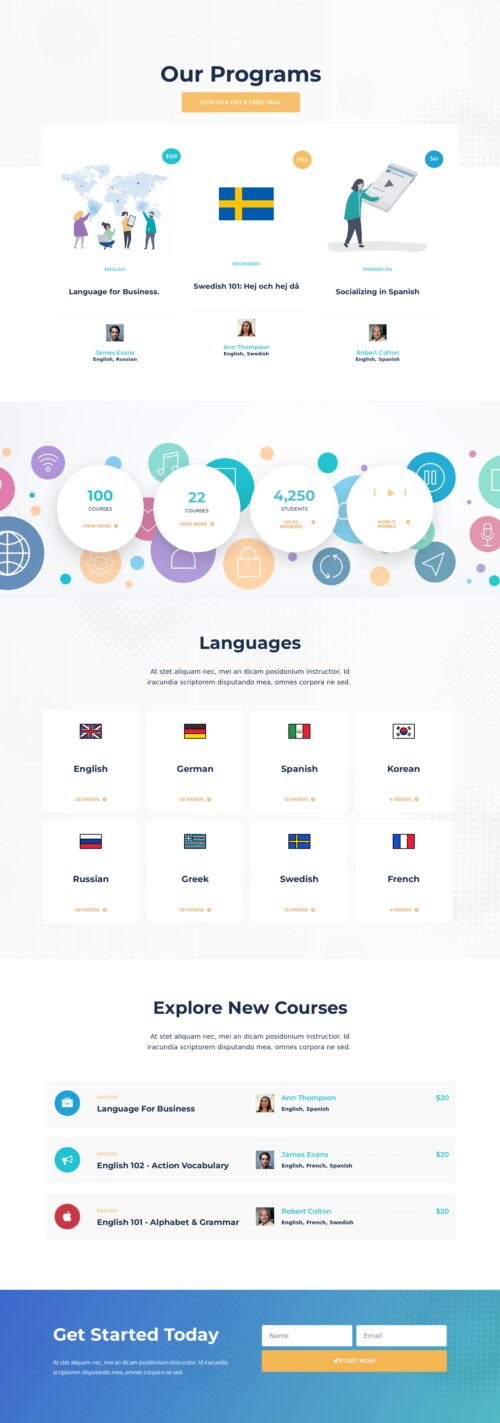 Our Programs
SIGN UP & GET A FREE TRIAL
$129
FREE
$49
ENGLISH
BEGINNERS
SPANISH 104
Language for Business.
Swedish 101: Hej och hej då
Socializing in Spanish
James Evans
English, Russian
Ann Thompson
English, Swedish
Robert Colton
English, Spanish
100
COURSES
VIEW MORE
22
COURSES
VIEW MORE
4,250
STUDENTS
GO TO
REVIEWS
HOW IT
WORKS
Languages
At stet aliquam nec, mei an dicam posidonium instructior. Id
iracundia scriptorem disputando mea, omnes corpora ne sed.
English
German
Spanish
Korean
20 VIDEOS
20 VIDEOS
12 VIDEOS
4 VIDEOS
Russian
Greek
Swedish
French
20 VIDEOS
20 VIDEOS
12 VIDEOS
4 VIDEOS
Explore New Courses
At stet aliquam nec, mei an dicam posidonium instructior. Id
iracundia scriptorem disputando mea, omnes corpora ne sed.
ENGLISH
Language For Business
Ann Thompson
$20
English, Spanish
ENGLISH
English 102 - Action Vocabulary
James Evans
$20
English, French, Spanish
ENGLISH
English 101 - Alphabet & Grammar
Robert Colton
$20
English, French, Swedish
Get Started Today
At stet aliquam nec, mei an dicam posidonium instructior. Id iracundia
scriptorem disputando mea, omnes corpora ne sed.
Name
Email
START NOW